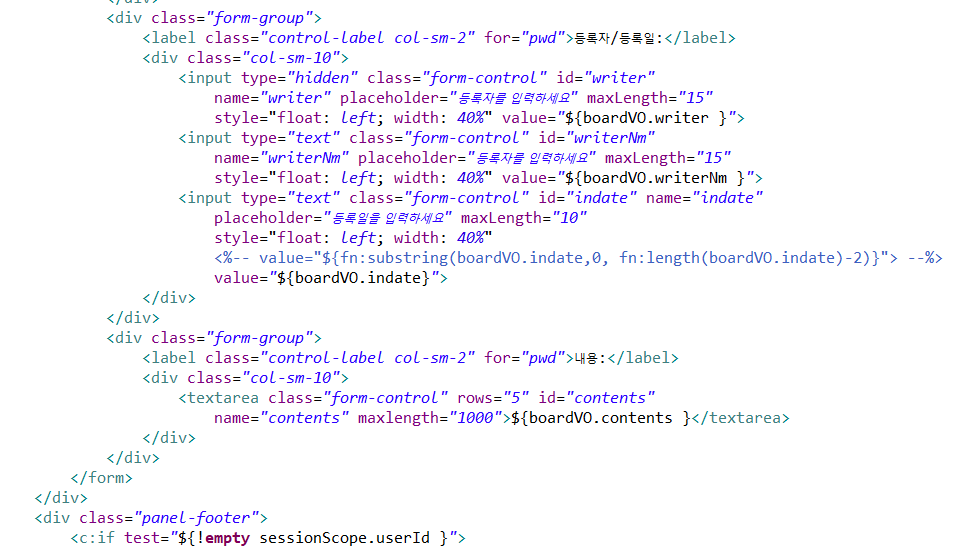 </div>
<div class="form-group">
<label class="control-label col-sm-2" for="pwd">등록자/등록일:</label>
<div class="col-sm-10">
<input type="hidden" class="form-control" id="writer"
name="writer" placeholder="등록자를 입력하세요" maxLength="15"
style="float: left; width: 40%" value="${boardVO.writer }">
<input type="text" class="form-control" id="writerNm"
name="writerNm" placeholder="등록자를 입력하세요" maxLength="15"
style="float: left; width: 40%" value="${boardVO.writerNm }">
<input type="text" class="form-control" id="indate" name="indate"
placeholder="등록일을 입력하세요" maxLength="10"
style="float: left; width: 40%"
<%-- value="${fn:substring(boardVO.indate,0, fn:length(boardVO.indate)-2)}"> --%>
value="${boardVO.indate}">
</div>
</div>
<div class="form-group">
<label class="control-label col-sm-2" for="pwd">내용:</label>
<div class="col-sm-10">
<textarea class="form-control" rows="5" id="contents"
name="contents" maxlength="1000">${boardVO.contents }</textarea>
</div>
</div>
</form>
</div>
<div class="panel-footer">
<c:if test="${!empty sessionScope.userId }">